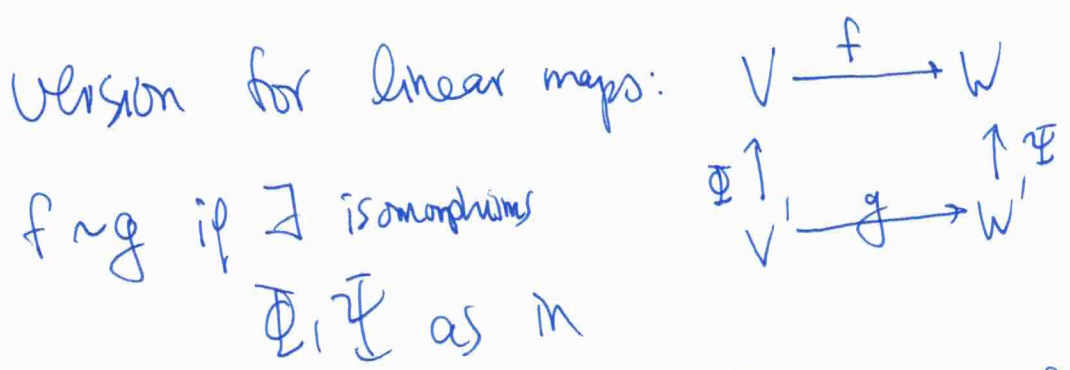 version for linear maps:
f ~ g if ∃ isomorphisms
Φ, Ψ as in
V f→ W
Φ ↑ ↑ Ψ
V' g→ W'